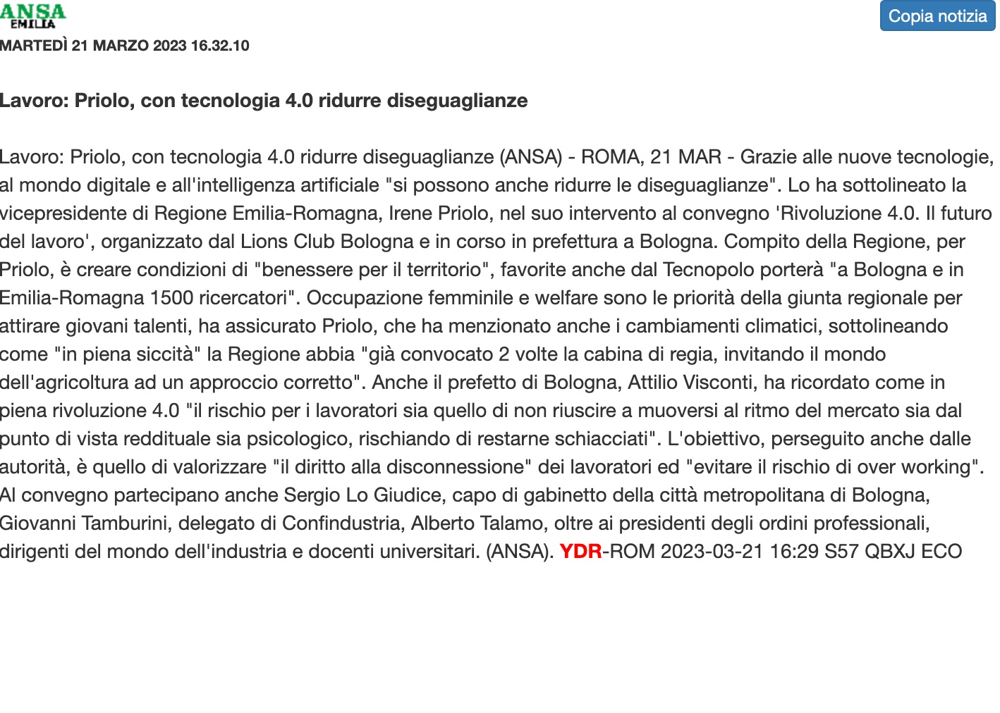 ANSA
EMILIA
Copia notizia
MARTEDÌ 21 MARZO 2023 16.32.10
Lavoro: Priolo, con tecnologia 4.0 ridurre diseguaglianze
Lavoro: Priolo, con tecnologia 4.0 ridurre diseguaglianze (ANSA) - ROMA, 21 MAR - Grazie alle nuove tecnologie,
al mondo digitale e all'intelligenza artificiale "si possono anche ridurre le diseguaglianze". Lo ha sottolineato la
vicepresidente di Regione Emilia-Romagna, Irene Priolo, nel suo intervento al convegno 'Rivoluzione 4.0. Il futuro
del lavoro', organizzato dal Lions Club Bologna e in corso in prefettura a Bologna. Compito della Regione, per
Priolo, è creare condizioni di "benessere per il territorio", favorite anche dal Tecnopolo porterà "a Bologna e in
Emilia-Romagna 1500 ricercatori". Occupazione femminile e welfare sono le priorità della giunta regionale per
attirare giovani talenti, ha assicurato Priolo, che ha menzionato anche i cambiamenti climatici, sottolineando
come "in piena siccità" la Regione abbia "già convocato 2 volte la cabina di regia, invitando il mondo
dell'agricoltura ad un approccio corretto". Anche il prefetto di Bologna, Attilio Visconti, ha ricordato come in
piena rivoluzione 4.0 "il rischio per i lavoratori sia quello di non riuscire a muoversi al ritmo del mercato sia dal
punto di vista reddituale sia psicologico, rischiando di restarne schiacciati". L'obiettivo, perseguito anche dalle
autorità, è quello di valorizzare "il diritto alla disconnessione" dei lavoratori ed "evitare il rischio di over working".
Al convegno partecipano anche Sergio Lo Giudice, capo di gabinetto della città metropolitana di Bologna,
Giovanni Tamburini, delegato di Confindustria, Alberto Talamo, oltre ai presidenti degli ordini professionali,
dirigenti del mondo dell'industria e docenti universitari. (ANSA). YDR-ROM 2023-03-21 16:29 S57 QBXJ ECO